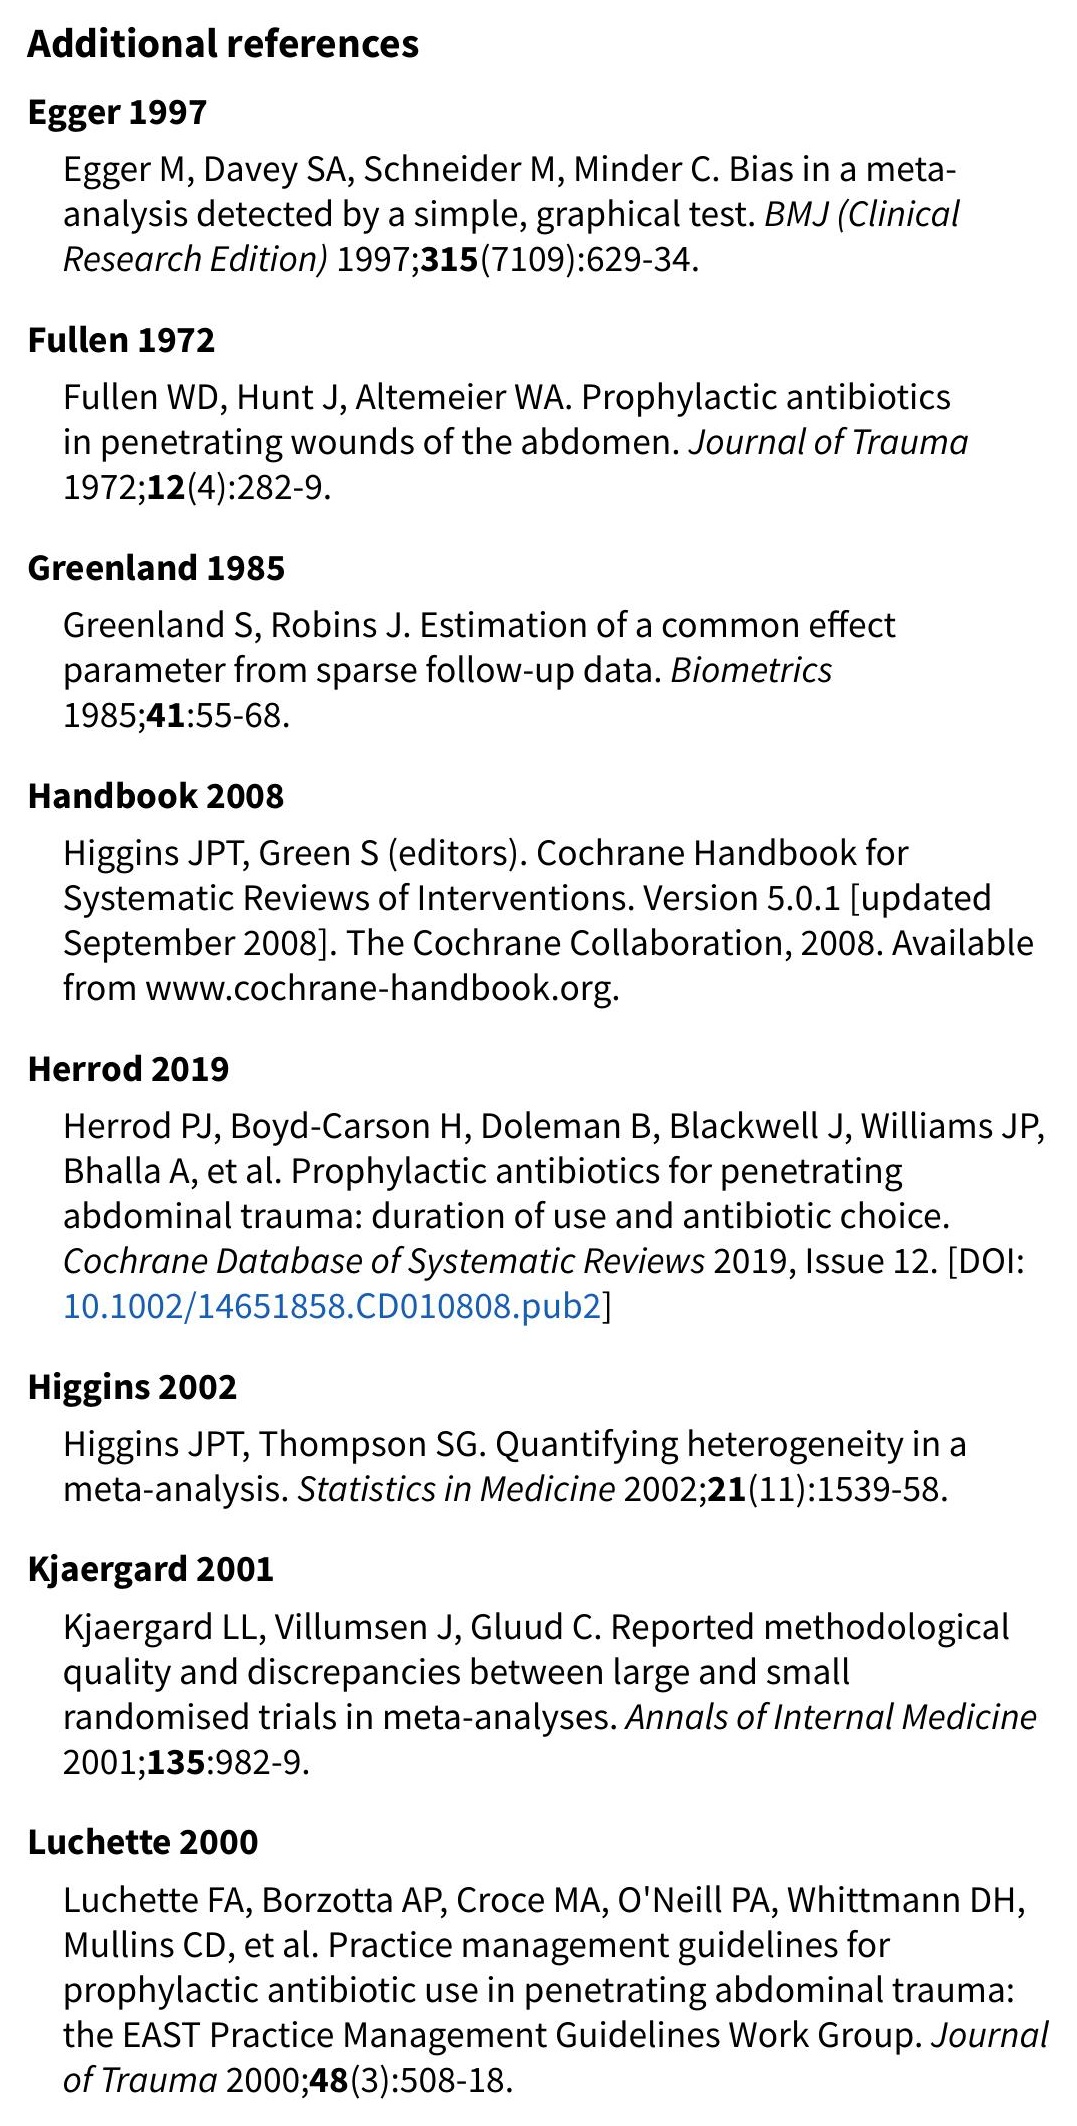 Additional references
Egger 1997
Egger M, Davey SA, Schneider M, Minder C. Bias in a meta-
analysis detected by a simple, graphical test. BMJ (Clinical
Research Edition) 1997;315(7109):629-34.
Fullen 1972
Fullen WD, Hunt J, Altemeier WA. Prophylactic antibiotics
in penetrating wounds of the abdomen. Journal of Trauma
1972;12(4):282-9.
Greenland 1985
Greenland S, Robins J. Estimation of a common effect
parameter from sparse follow-up data. Biometrics
1985;41:55-68.
Handbook 2008
Higgins JPT, Green S (editors). Cochrane Handbook for
Systematic Reviews of Interventions. Version 5.0.1 [updated
September 2008]. The Cochrane Collaboration, 2008. Available
from www.cochrane-handbook.org.
Herrod 2019
Herrod PJ, Boyd-Carson H, Doleman B, Blackwell J, Williams JP,
Bhalla A, et al. Prophylactic antibiotics for penetrating
abdominal trauma: duration of use and antibiotic choice.
Cochrane Database of Systematic Reviews 2019, Issue 12. [DOI:
10.1002/14651858.CD010808.pub2]
Higgins 2002
Higgins JPT, Thompson SG. Quantifying heterogeneity in a
meta-analysis. Statistics in Medicine 2002;21(11):1539-58.
Kjaergard 2001
Kjaergard LL, Villumsen J, Gluud C. Reported methodological
quality and discrepancies between large and small
randomised trials in meta-analyses. Annals of Internal Medicine
2001;135:982-9.
Luchette 2000
Luchette FA, Borzotta AP, Croce MA, O'Neill PA, Whittmann DH,
Mullins CD, et al. Practice management guidelines for
prophylactic antibiotic use in penetrating abdominal trauma:
the EAST Practice Management Guidelines Work Group. Journal
of Trauma 2000;48(3):508-18.